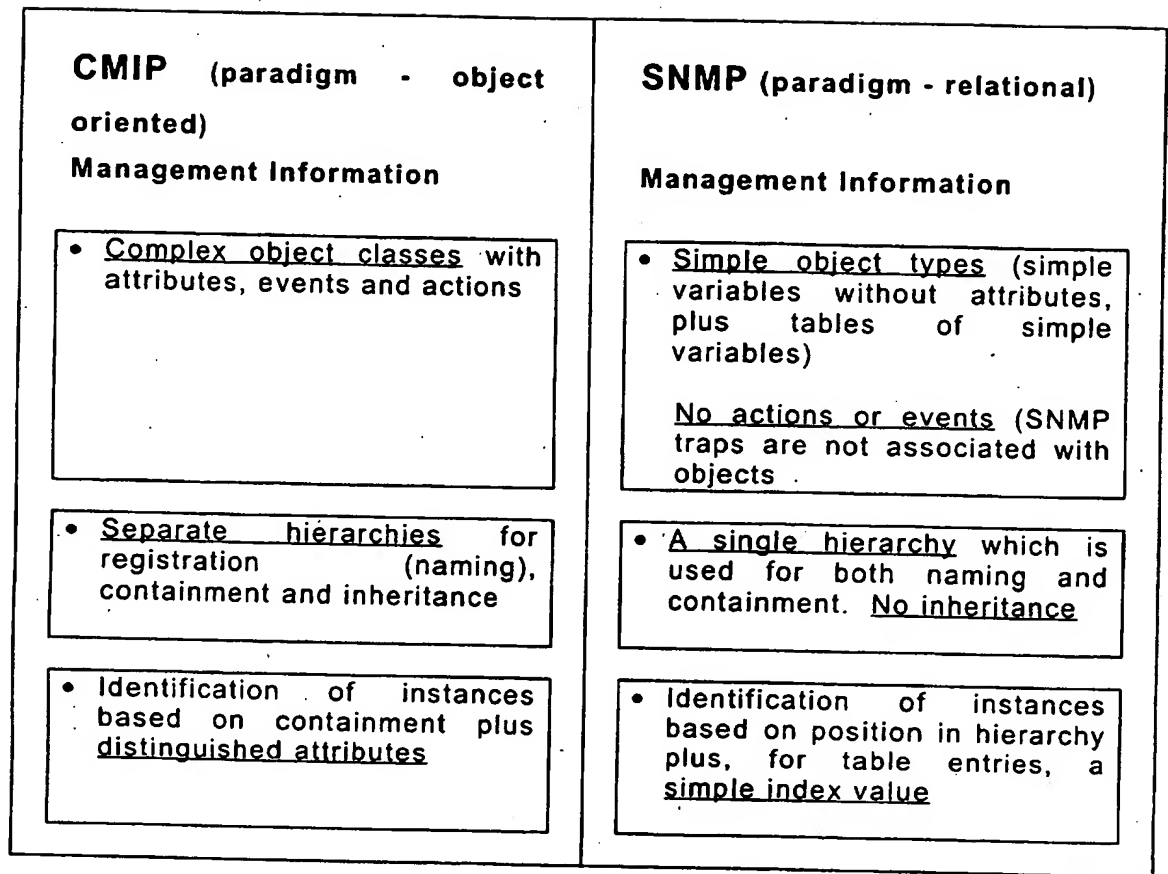 CMIP (paradigm - object
oriented)
Management Information
• Complex object classes with
attributes, events and actions
• Separate hierarchies for
registration (naming),
containment and inheritance
• Identification of instances
based on containment plus
distinguished attributes
SNMP (paradigm - relational)
Management Information
• Simple object types (simple
variables without attributes,
plus tables of simple
variables)
No actions or events (SNMP
traps are not associated with
objects
• A single hierarchy which is
used for both naming and
containment. No inheritance
• Identification of instances
based on position in hierarchy
plus, for table entries, a
simple index value